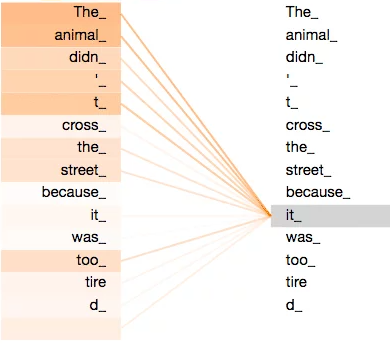 The_ The_
animal_ animal_
didn_ didn_
'_ '_
t_ t_
cross_ cross_
the_ the_
street_ street_
because_ because_
it_ it_
was_ was_
too_ too_
tire tire
d_ d_